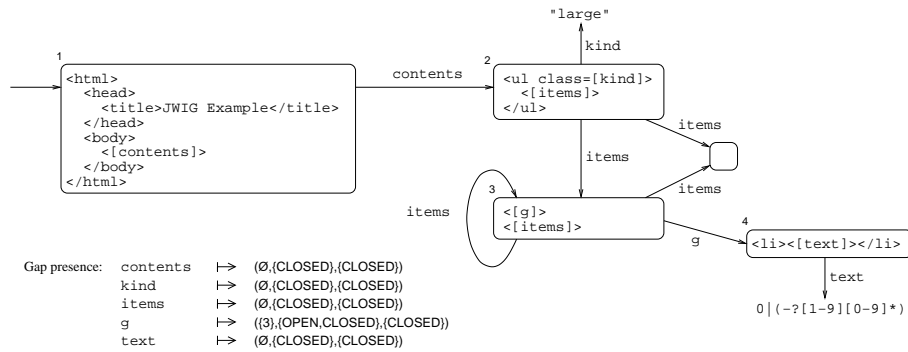 "large"
kind
1
<html>
<head>
<title>JWIG Example</title>
</head>
<body>
<[contents]>
</body>
</html>
contents
2
<ul class=[kind]>
<[items]>
</ul>
items
items
items
items
3
<[g]>
<[items]>
g
4
<li><[text]></li>
text
0|(-?[1-9][0-9]*)
Gap presence:
contents ↦ (Ø,{CLOSED},{CLOSED})
kind ↦ (Ø,{CLOSED},{CLOSED})
items ↦ (Ø,{CLOSED},{CLOSED})
g ↦ ({3},{OPEN,CLOSED},{CLOSED})
text ↦ (Ø,{CLOSED},{CLOSED})